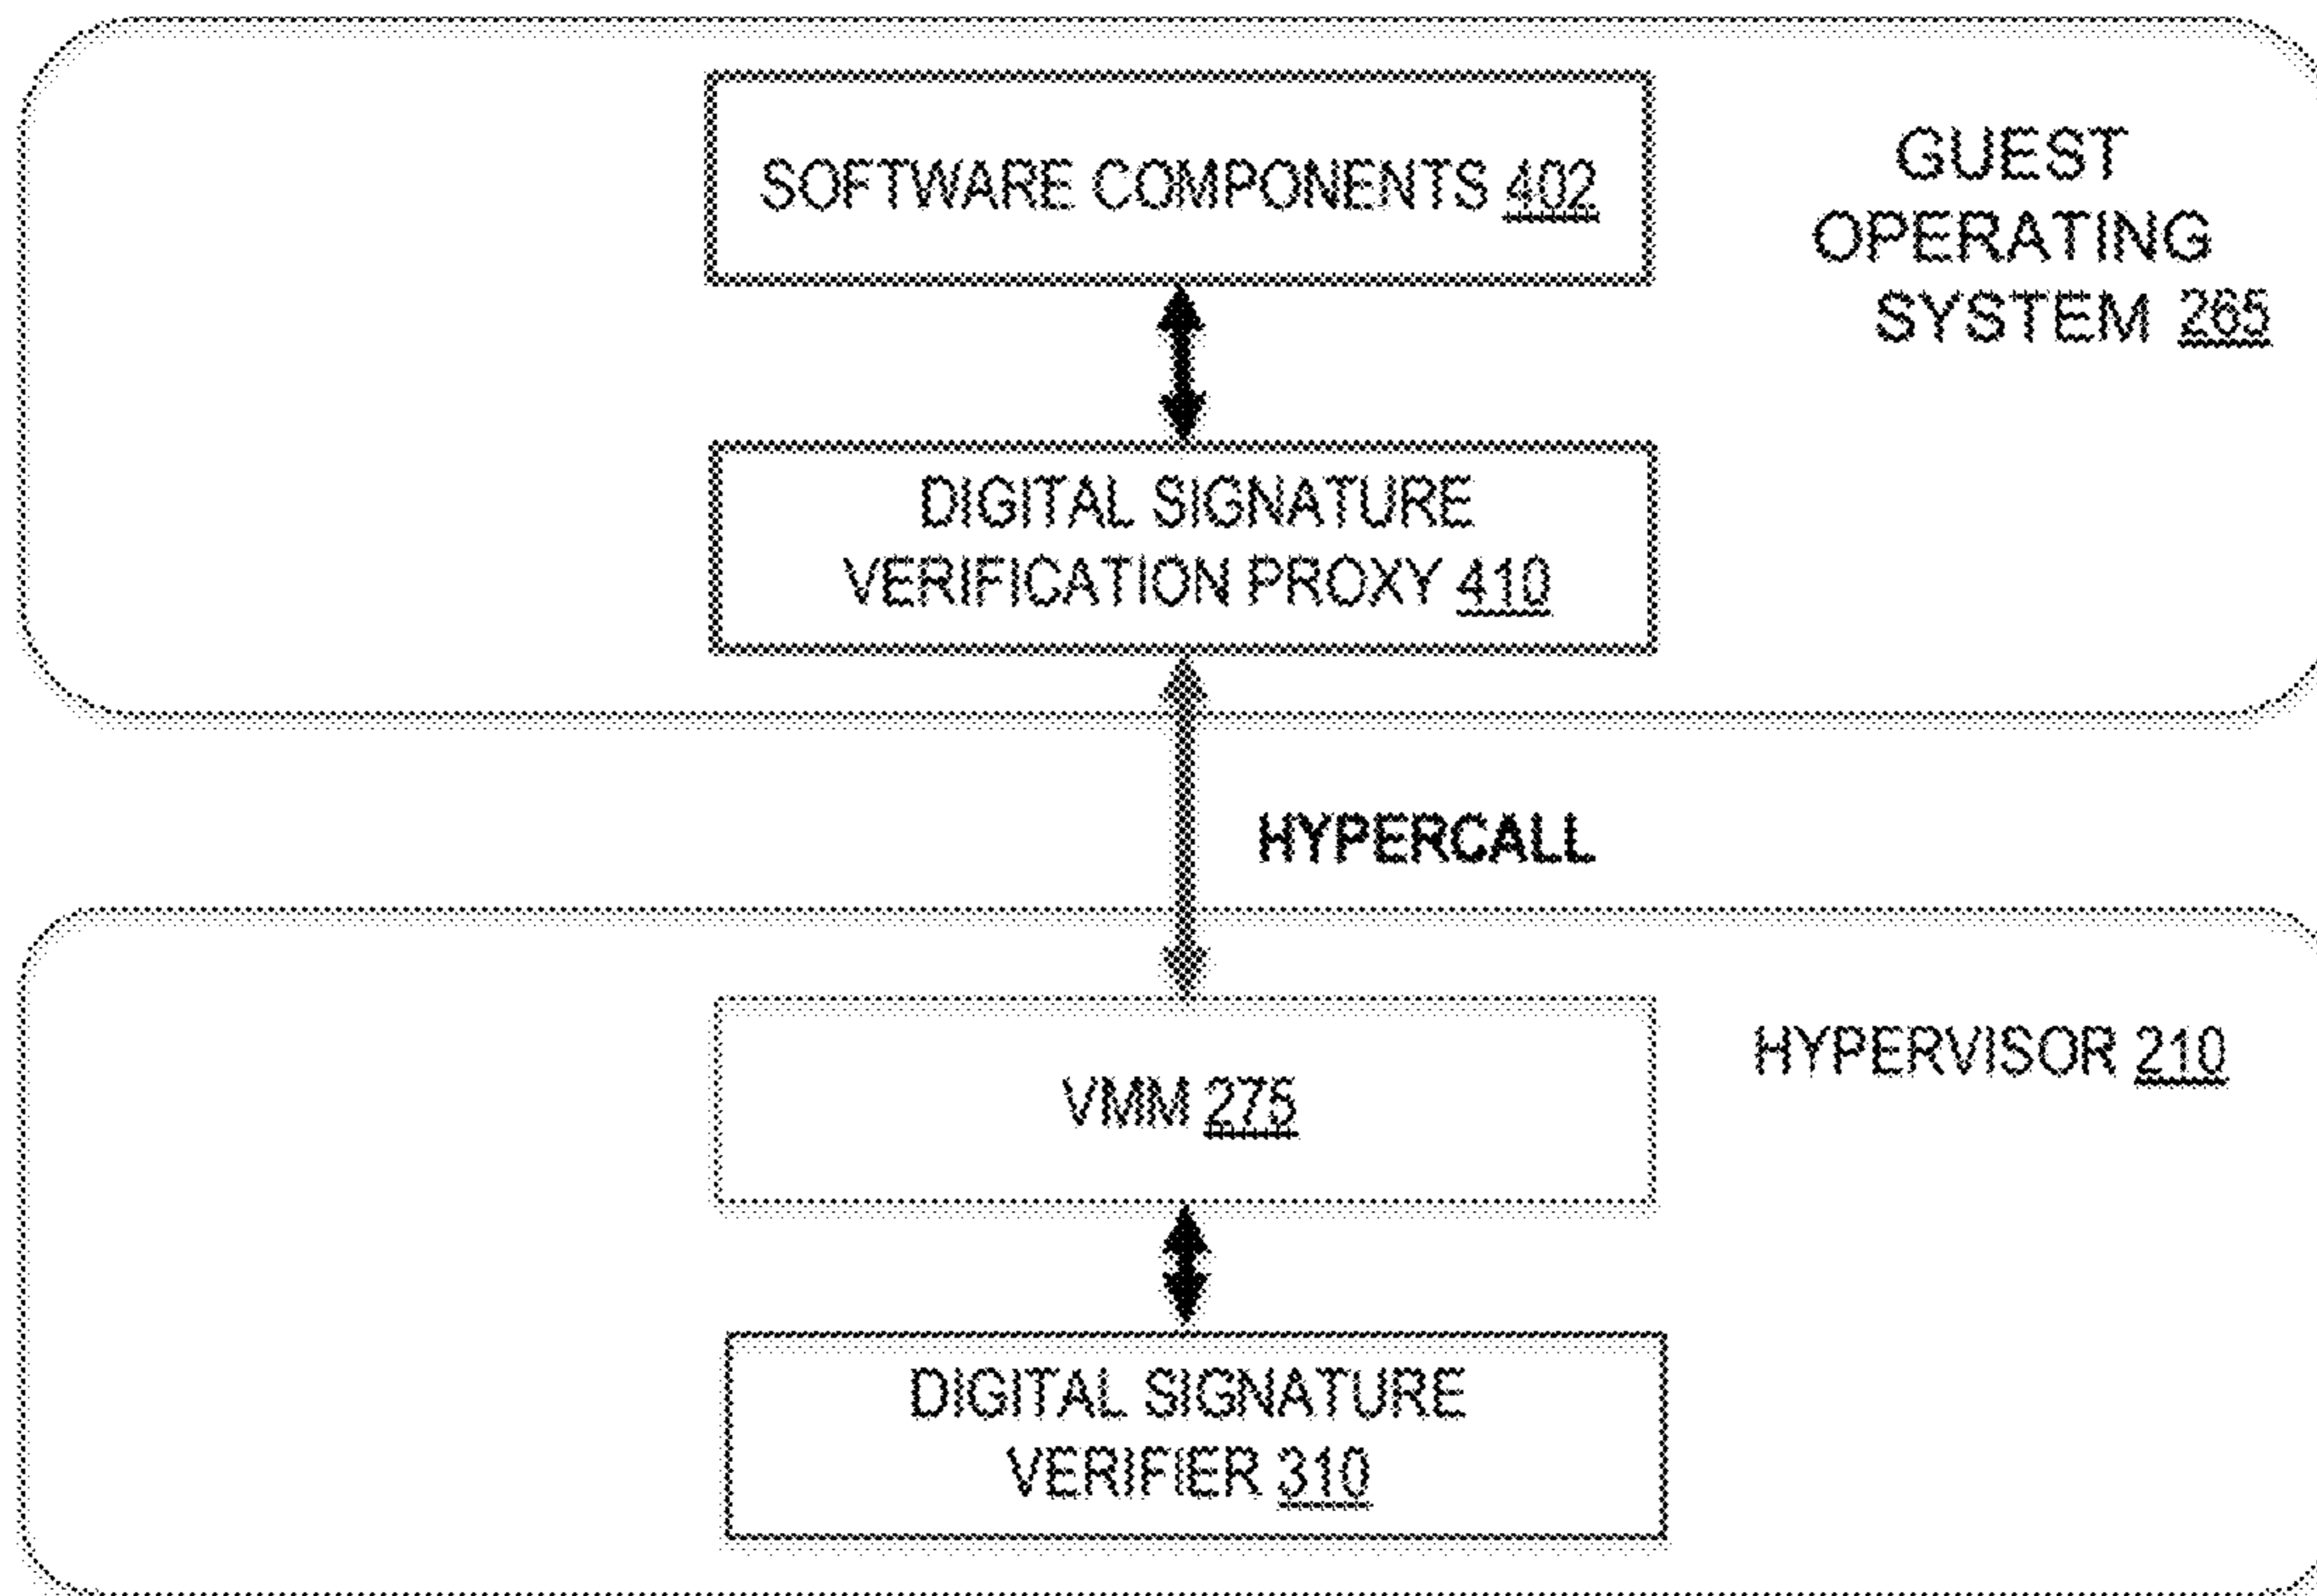 SOFTWARE COMPONENTS 402
GUEST
OPERATING
SYSTEM 265
DIGITAL SIGNATURE
VERIFICATION PROXY 410
HYPERCALL
HYPERVISOR 210
VMM 275
DIGITAL SIGNATURE
VERIFIER 310